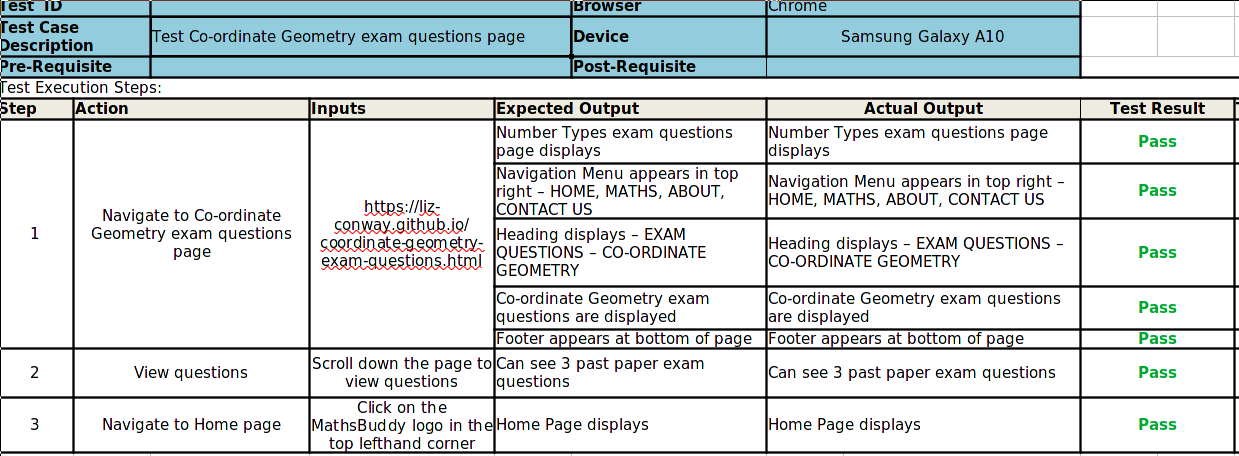 Test ID Browser Chrome
Test Case
Description
Test Co-ordinate Geometry exam questions page
Device
Samsung Galaxy A10
Pre-Requisite Post-Requisite
Test Execution Steps:
Step Action Inputs Expected Output Actual Output Test Result
1
Navigate to Co-ordinate
Geometry exam questions
page
https://liz-
conway.github.io/
coordinate-geometry-
exam-questions.html
Number Types exam questions
page displays
Number Types exam questions page
displays
Pass
Navigation Menu appears in top
right – HOME, MATHS, ABOUT,
CONTACT US
Navigation Menu appears in top right –
HOME, MATHS, ABOUT, CONTACT US
Pass
Heading displays – EXAM
QUESTIONS – CO-ORDINATE
GEOMETRY
Heading displays – EXAM QUESTIONS –
CO-ORDINATE GEOMETRY
Pass
Co-ordinate Geometry exam
questions are displayed
Co-ordinate Geometry exam questions
are displayed
Pass
Footer appears at bottom of page
Footer appears at bottom of page
Pass
2
View questions
Scroll down the page to
view questions
Can see 3 past paper exam
questions
Can see 3 past paper exam questions
Pass
3
Navigate to Home page
Click on the
MathsBuddy logo in the
top lefthand corner
Home Page displays
Home Page displays
Pass